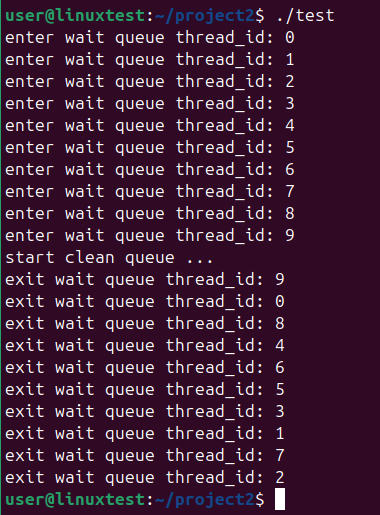 user@linuxtest:~/project2$ ./test
enter wait queue thread_id: 0
enter wait queue thread_id: 1
enter wait queue thread_id: 2
enter wait queue thread_id: 3
enter wait queue thread_id: 4
enter wait queue thread_id: 5
enter wait queue thread_id: 6
enter wait queue thread_id: 7
enter wait queue thread_id: 8
enter wait queue thread_id: 9
start clean queue ...
exit wait queue thread_id: 9
exit wait queue thread_id: 0
exit wait queue thread_id: 8
exit wait queue thread_id: 4
exit wait queue thread_id: 6
exit wait queue thread_id: 5
exit wait queue thread_id: 3
exit wait queue thread_id: 1
exit wait queue thread_id: 7
exit wait queue thread_id: 2
user@linuxtest:~/project2$